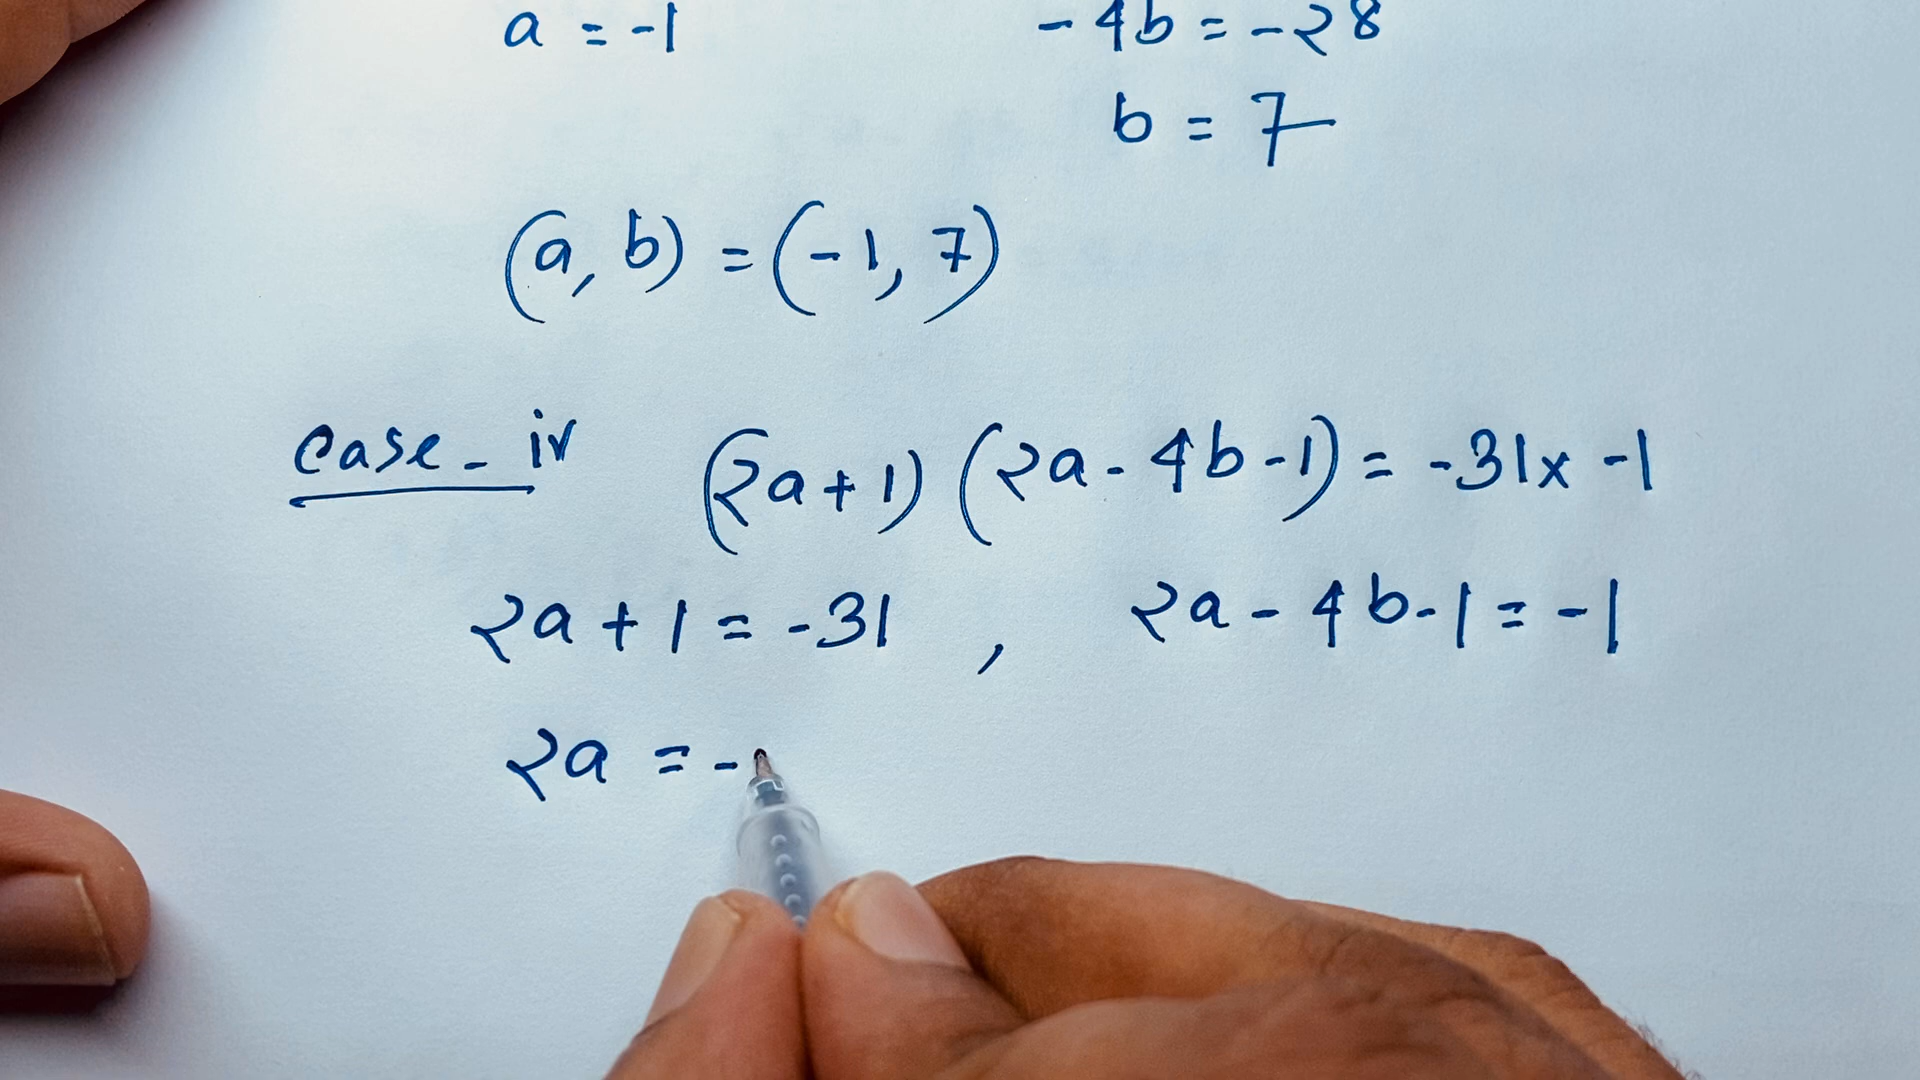 a = -1 -4b = -28
b = 7
(a, b) = (-1, 7)
case - iv (2a+1) (2a-4b-1) = -31x -1
2a + 1 = -31 , 2a - 4b - 1 = -1
2a = -